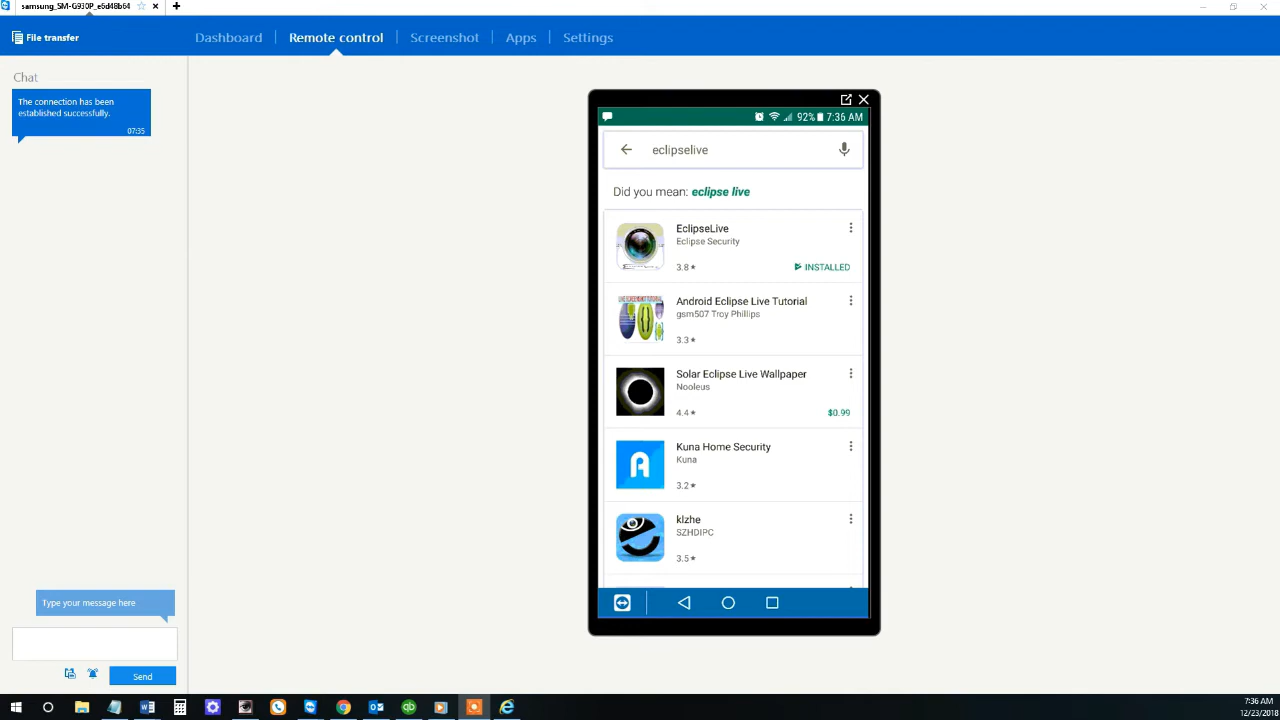 samsung_SM-G930P_e6d48b64
File transfer
Dashboard
Remote control
Screenshot
Apps
Settings
Chat
The connection has been
established successfully.
07:35
92% 7:36 AM
eclipselive
Did you mean: eclipse live
EclipseLive
Eclipse Security
3.8
INSTALLED
Android Eclipse Live Tutorial
gsm507 Troy Phillips
3.3
Solar Eclipse Live Wallpaper
Nooleus
4.4
$0.99
Kuna Home Security
Kuna
3.2
klzhe
SZHDIPC
3.5
Type your message here
Send
7:36 AM
12/23/2018